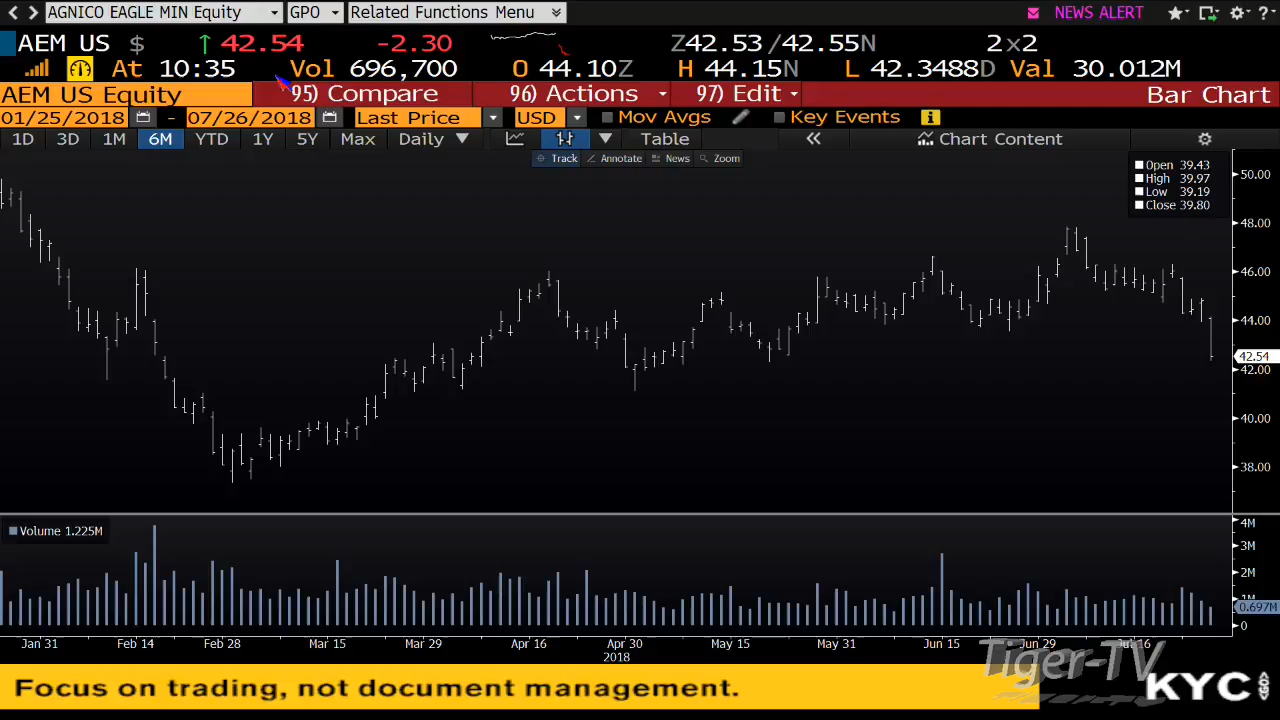 AGNICO EAGLE MIN Equity GPO Related Functions Menu NEWS ALERT ?
AEM US $ ↑ 42.54 -2.30 Z42.53/42.55N 2x2
At 10:35 Vol 696,700 O 44.10Z H 44.15N L 42.3488D Val 30.012M
AEM US Equity 95) Compare 96) Actions 97) Edit Bar Chart
01/25/2018 - 07/26/2018 Last Price USD Mov Avgs Key Events i
1D 3D 1M 6M YTD 1Y 5Y Max Daily ▼ Table « Chart Content
Track Annotate News Zoom
Open 39.43
High 39.97
Low 39.19
Close 39.80
50.00
48.00
46.00
44.00
42.54
42.00
40.00
38.00
Volume 1.225M
4M
3M
2M
1M
0.697M
0
Jan 31 Feb 14 Feb 28 Mar 15 Mar 29 Apr 16 Apr 30 May 15 May 31 Jun 15 Jun 29 Jul 16
2018
Tiger-TV
Focus on trading, not document management.
KYC